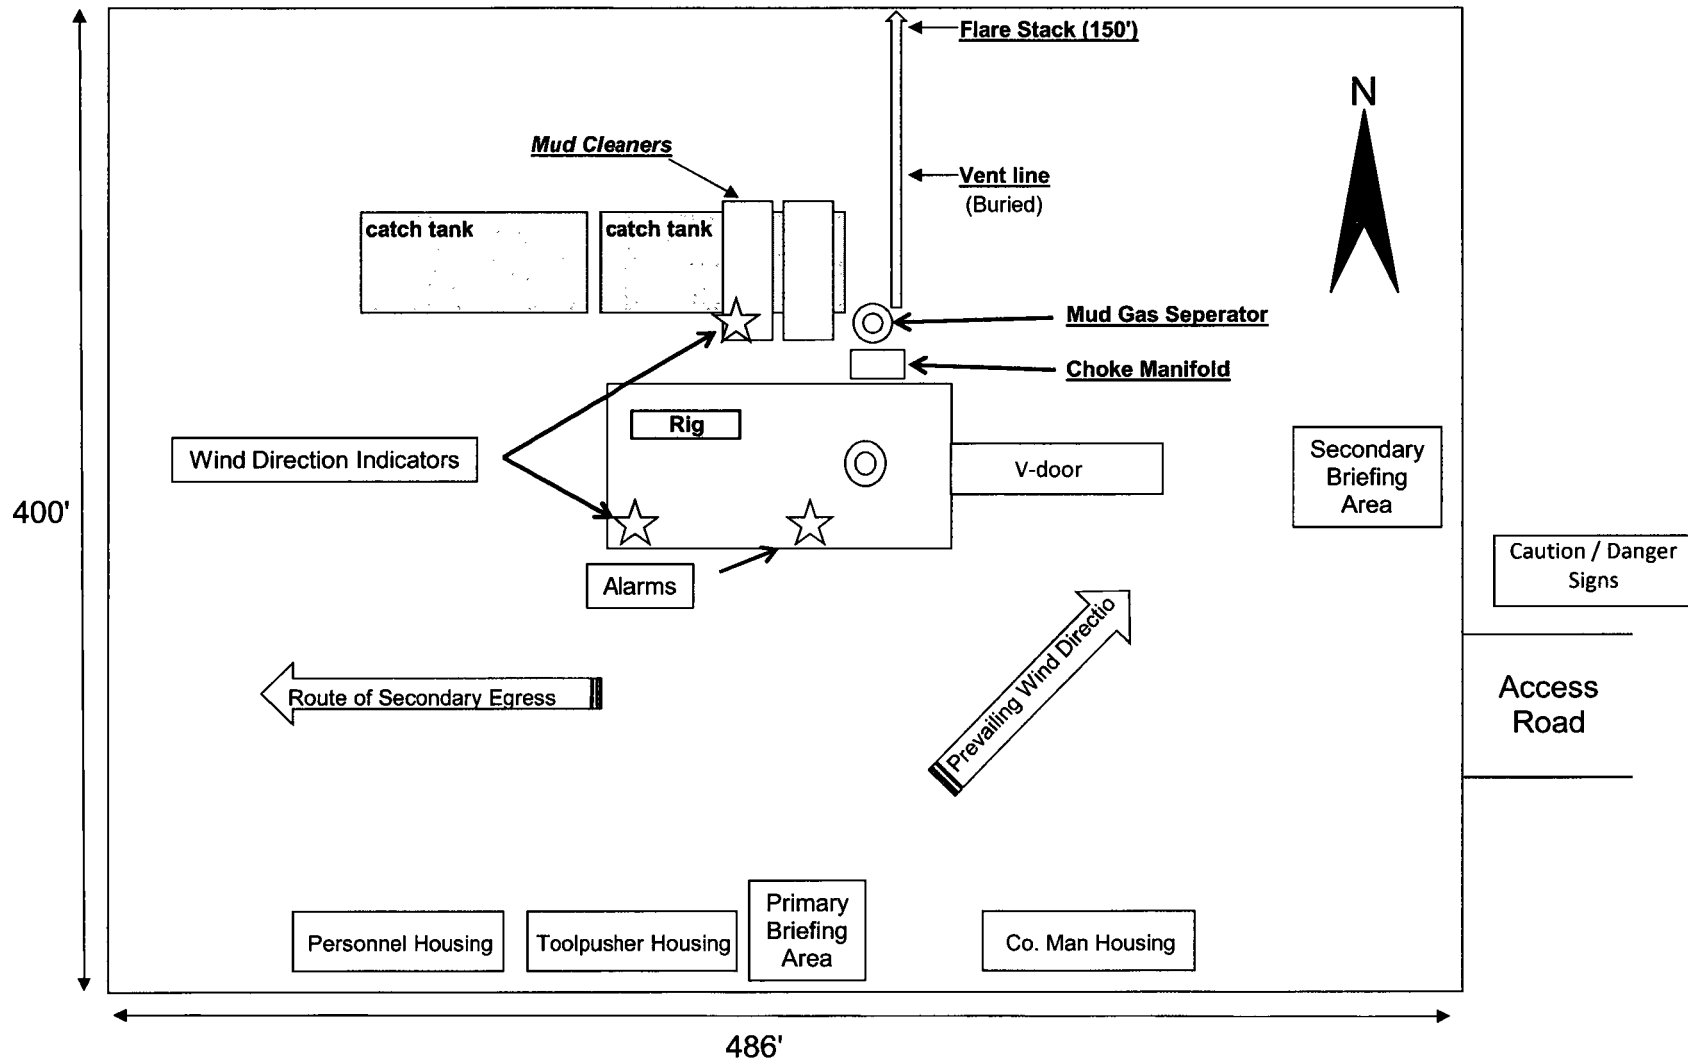 Flare Stack (150')
N
Mud Cleaners
Vent line
(Buried)
catch tank
catch tank
Mud Gas Seperator
Choke Manifold
Rig
Wind Direction Indicators
V-door
Secondary
Briefing
Area
400'
Alarms
Caution / Danger
Signs
Prevailing Wind Directio
Route of Secondary Egress
Access
Road
Personnel Housing
Toolpusher Housing
Primary
Briefing
Area
Co. Man Housing
486'